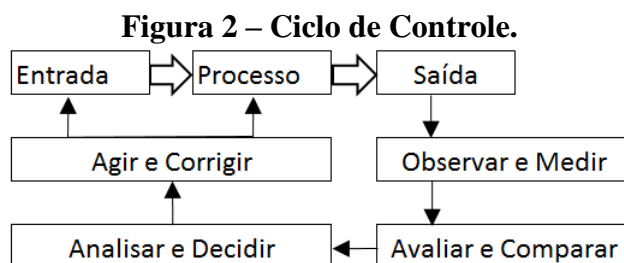 Figura 2 – Ciclo de Controle.
Entrada Processo Saída
Agir e Corrigir Observar e Medir
Analisar e Decidir Avaliar e Comparar